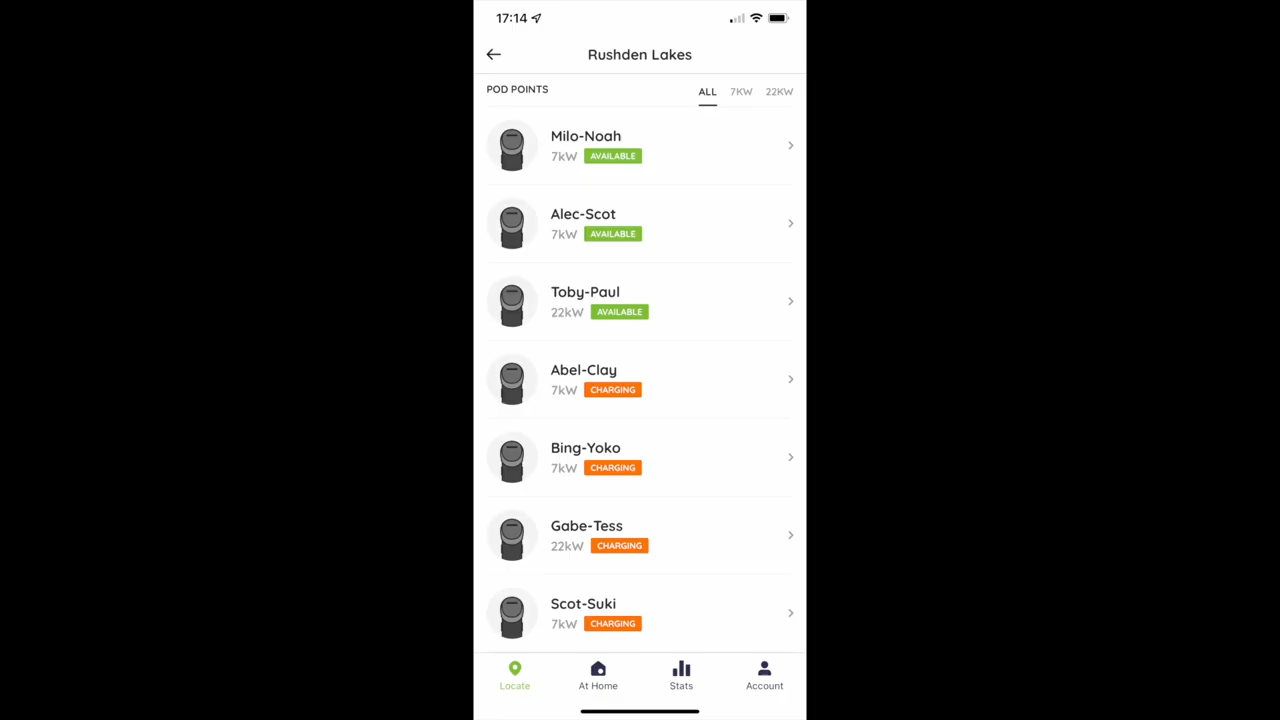 17:14
Rushden Lakes
POD POINTS
ALL 7KW 22KW
Milo-Noah
7kW AVAILABLE
Alec-Scot
7kW AVAILABLE
Toby-Paul
22kW AVAILABLE
Abel-Clay
7kW CHARGING
Bing-Yoko
7kW CHARGING
Gabe-Tess
22kW CHARGING
Scot-Suki
7kW CHARGING
Locate At Home Stats Account